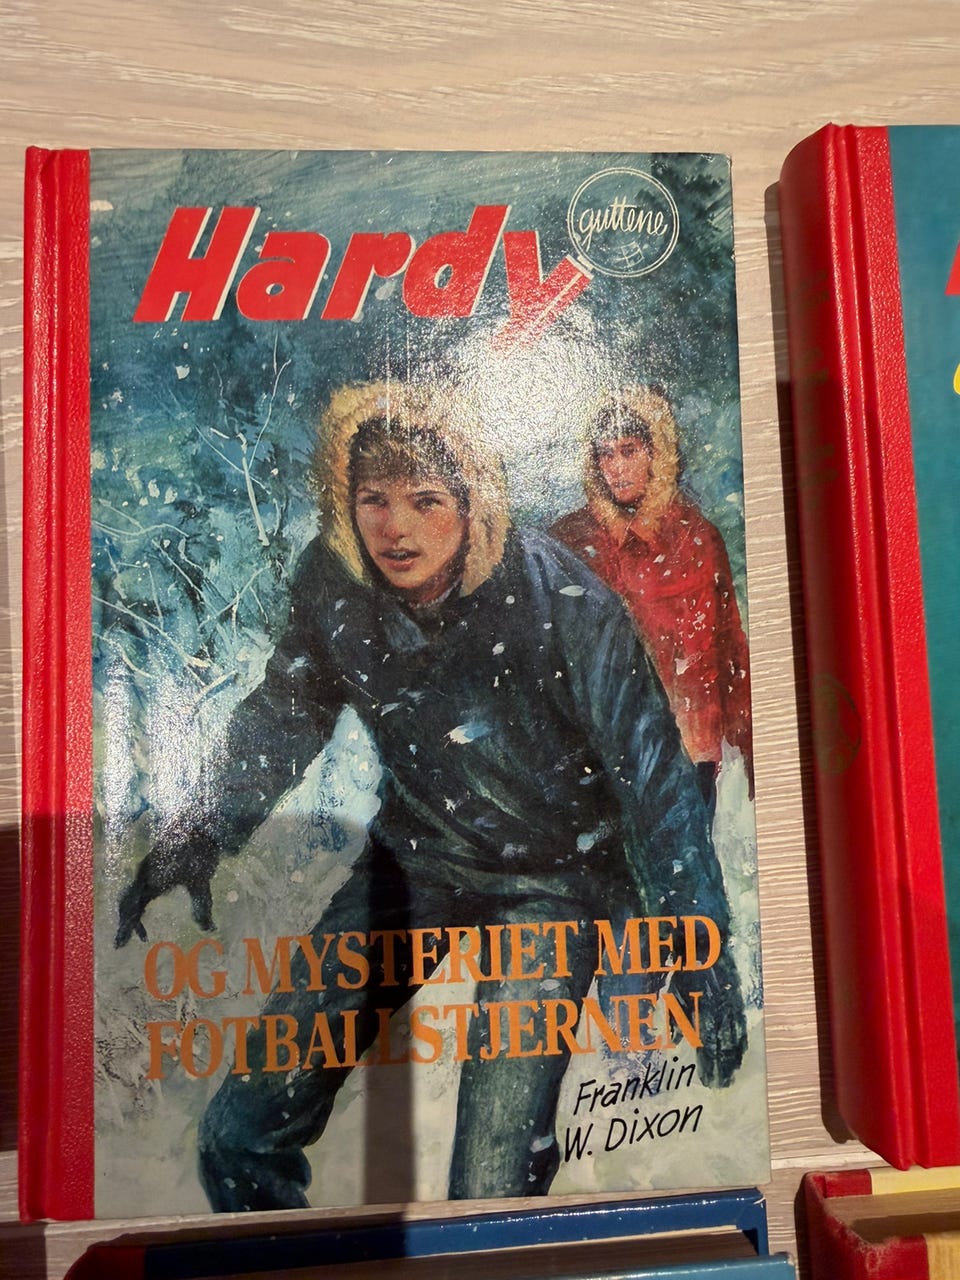 Hardy
guttene
OG MYSTERIET MED
FOTBALLSTJERNEN
Franklin
W. Dixon